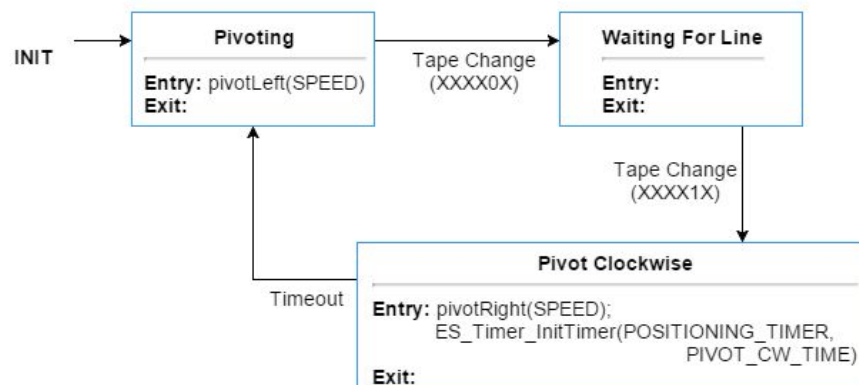 INIT
Pivoting
Entry: pivotLeft(SPEED)
Exit:
Tape Change
(XXXX0X)
Waiting For Line
Entry:
Exit:
Tape Change
(XXXX1X)
Pivot Clockwise
Entry: pivotRight(SPEED);
ES_Timer_InitTimer(POSITIONING_TIMER,
PIVOT_CW_TIME)
Exit:
Timeout